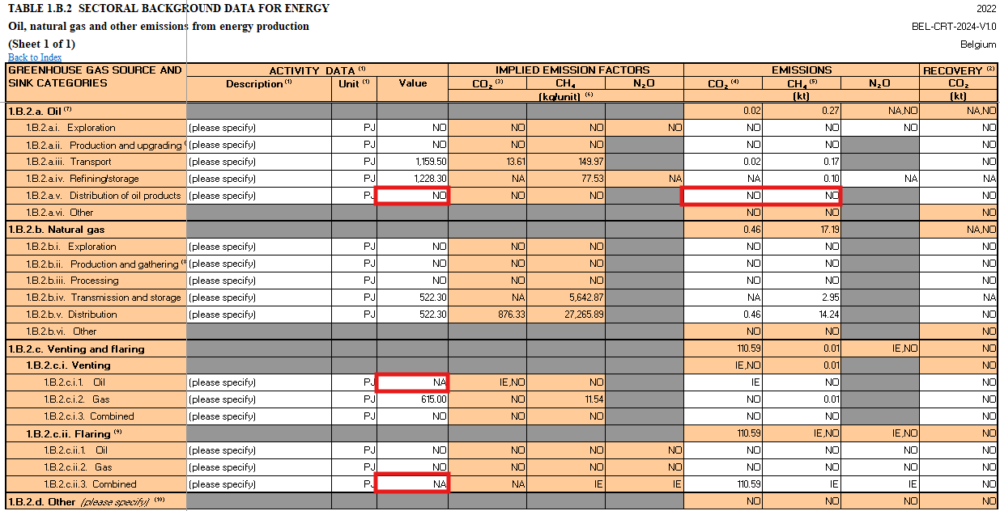 TABLE 1.B.2 SECTORAL BACKGROUND DATA FOR ENERGY 2022
Oil, natural gas and other emissions from energy production BEL-CRT-2024-V1.0
(Sheet 1 of 1) Belgium
Back to Index
GREENHOUSE GAS SOURCE AND SINK CATEGORIES ACTIVITY DATA (1) IMPLIED EMISSION FACTORS EMISSIONS RECOVERY (2)
Description (1) Unit (1) Value CO₂ (3) CH₄ N₂O CO₂ (4) CH₄ (5) N₂O CO₂
(kg/unit) (6) (kt) (kt)
1.B.2.a. Oil (7) 0.02 0.27 NA,NO NA,NO
1.B.2.a.i. Exploration (please specify) PJ NO NO NO NO NO NO NO NO
1.B.2.a.ii. Production and upgrading (please specify) PJ NO NO NO NO NO NO
1.B.2.a.iii. Transport (please specify) PJ 1,159.50 13.61 149.97 0.02 0.17 NO
1.B.2.a.iv. Refining/storage (please specify) PJ 1,228.30 NA 77.53 NA NA 0.10 NA NA
1.B.2.a.v. Distribution of oil products (please specify) PJ NO NO NO NO NO NO
1.B.2.a.vi. Other NO NO NO
1.B.2.b. Natural gas 0.46 17.19 NA,NO
1.B.2.b.i. Exploration (please specify) PJ NO NO NO NO NO NO
1.B.2.b.ii. Production and gathering (please specify) PJ NO NO NO NO NO NO
1.B.2.b.iii. Processing (please specify) PJ NO NO NO NO NO NO
1.B.2.b.iv. Transmission and storage (please specify) PJ 522.30 NA 5,642.87 NA 2.95 NA
1.B.2.b.v. Distribution (please specify) PJ 522.30 876.33 27,265.89 0.46 14.24 NO
1.B.2.b.vi. Other NO NO NO
1.B.2.c. Venting and flaring 110.59 0.01 IE,NO NO
1.B.2.c.i. Venting IE,NO 0.01 NO
1.B.2.c.i.1. Oil (please specify) PJ NA IE,NO NO IE NO NO
1.B.2.c.i.2. Gas (please specify) PJ 615.00 NO 11.54 NO 0.01 NO
1.B.2.c.i.3. Combined (please specify) PJ NO NO NO NO NO NO
1.B.2.c.ii. Flaring (9) 110.59 IE,NO IE,NO NO
1.B.2.c.ii.1. Oil (please specify) PJ NO NO NO NO NO NO NO NO
1.B.2.c.ii.2. Gas (please specify) PJ NO NO NO NO NO NO NO NO
1.B.2.c.ii.3. Combined (please specify) PJ NA NA IE IE 110.59 IE IE NO
1.B.2.d. Other (please specify) (10) NO NO NO NO